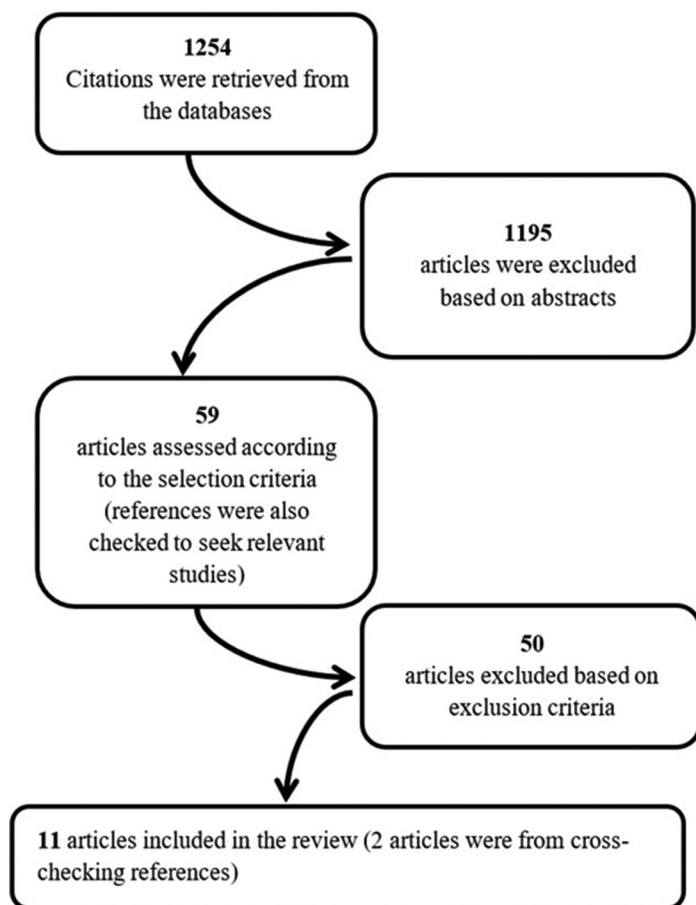 1254
Citations were retrieved from
the databases
1195
articles were excluded
based on abstracts
59
articles assessed according
to the selection criteria
(references were also
checked to seek relevant
studies)
50
articles excluded based on
exclusion criteria
11 articles included in the review (2 articles were from cross-
checking references)